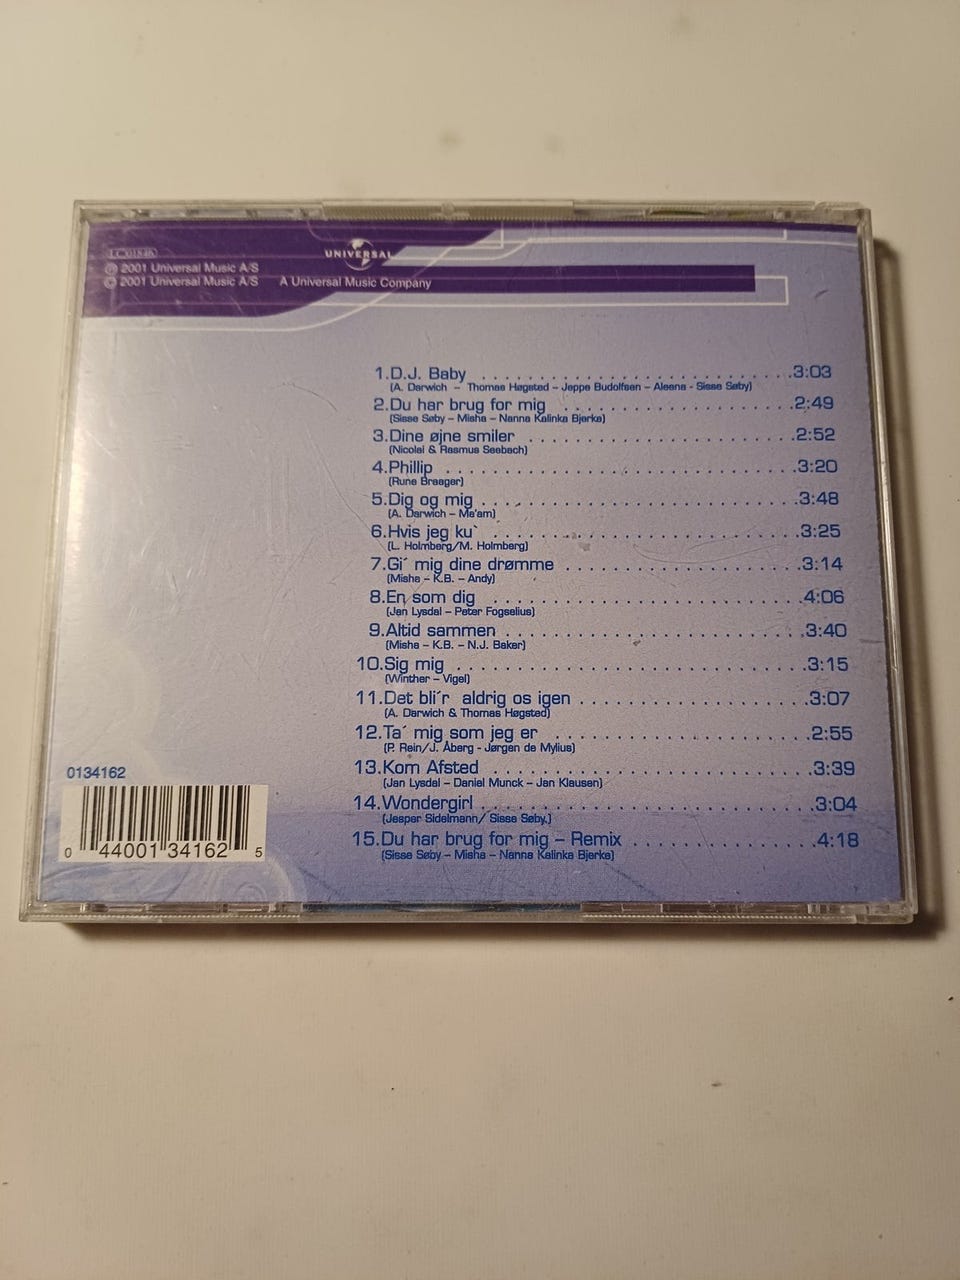 UNIVERSAL
℗ 2001 Universal Music A/S
© 2001 Universal Music A/S A Universal Music Company
1.D.J. Baby . . . . . . . . . . . . . . . . . . . . . . . . . . .3:03
(A. Darwich – Thomas Høgsted – Jeppe Budolfsen – Aleena - Sisse Søby)
2.Du har brug for mig . . . . . . . . . . . . . . . . . . . .2:49
(Sisse Søby – Misha – Nanna Kalinka Bjerke)
3.Dine øjne smiler . . . . . . . . . . . . . . . . . . . . . . .2:52
(Nicolai & Rasmus Seebach)
4.Phillip . . . . . . . . . . . . . . . . . . . . . . . . . . . . . .3:20
(Rune Braager)
5.Dig og mig . . . . . . . . . . . . . . . . . . . . . . . . . . .3:48
(A. Darwich – Ma'am)
6.Hvis jeg ku` . . . . . . . . . . . . . . . . . . . . . . . . . .3:25
(L. Holmberg/M. Holmberg)
7.Gi´ mig dine drømme . . . . . . . . . . . . . . . . . . . .3:14
(Misha – K.B. – Andy)
8.En som dig . . . . . . . . . . . . . . . . . . . . . . . . . .4:06
(Jan Lysdal – Peter Fogselius)
9.Altid sammen . . . . . . . . . . . . . . . . . . . . . . . . .3:40
(Misha – K.B. – N.J. Baker)
10.Sig mig . . . . . . . . . . . . . . . . . . . . . . . . . . . . .3:15
(Winther – Vigel)
11.Det bli´r aldrig os igen . . . . . . . . . . . . . . . . . . .3:07
(A. Darwich & Thomas Høgsted)
12.Ta´ mig som jeg er . . . . . . . . . . . . . . . . . . . . . .2:55
(P. Rein/J. Åberg - Jørgen de Mylius)
13.Kom Afsted . . . . . . . . . . . . . . . . . . . . . . . . . .3:39
(Jan Lysdal – Daniel Munck – Jan Klausen)
14.Wondergirl . . . . . . . . . . . . . . . . . . . . . . . . . . .3:04
(Jesper Sidelmann/ Sisse Søby.)
15.Du har brug for mig – Remix . . . . . . . . . . . . . .4:18
(Sisse Søby – Misha – Nanna Kalinka Bjerke)
0134162
0 44001 34162 5